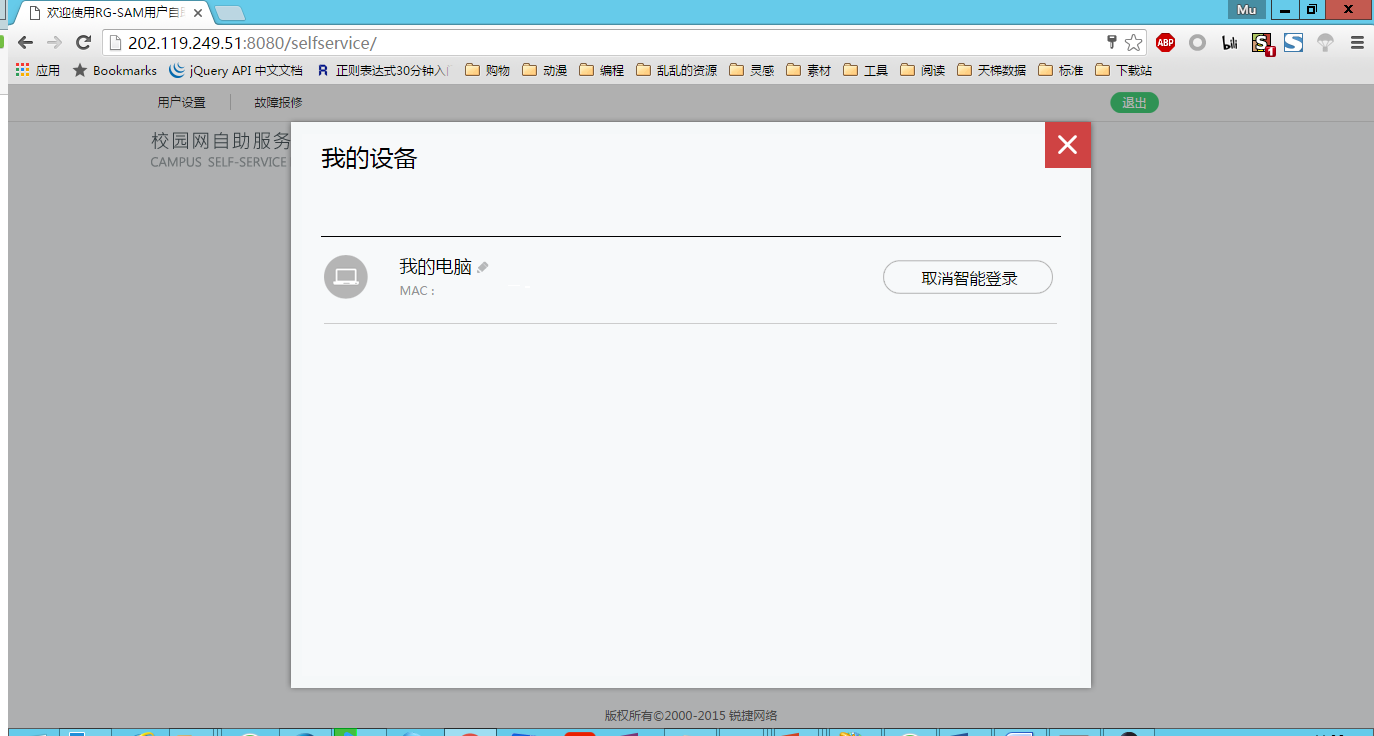 欢迎使用RG-SAM用户自助
Mu
202.119.249.51:8080/selfservice/
ABP
S 1
S
应用 Bookmarks jQuery API 中文文档 R 正则表达式30分钟入门 购物 动漫 编程 乱乱的资源 灵感 素材 工具 阅读 天梯数据 标准 下载站
用户设置 故障报修 退出
校园网自助服务
CAMPUS SELF-SERVICE
我的设备
我的电脑
MAC：
取消智能登录
版权所有©2000-2015 锐捷网络